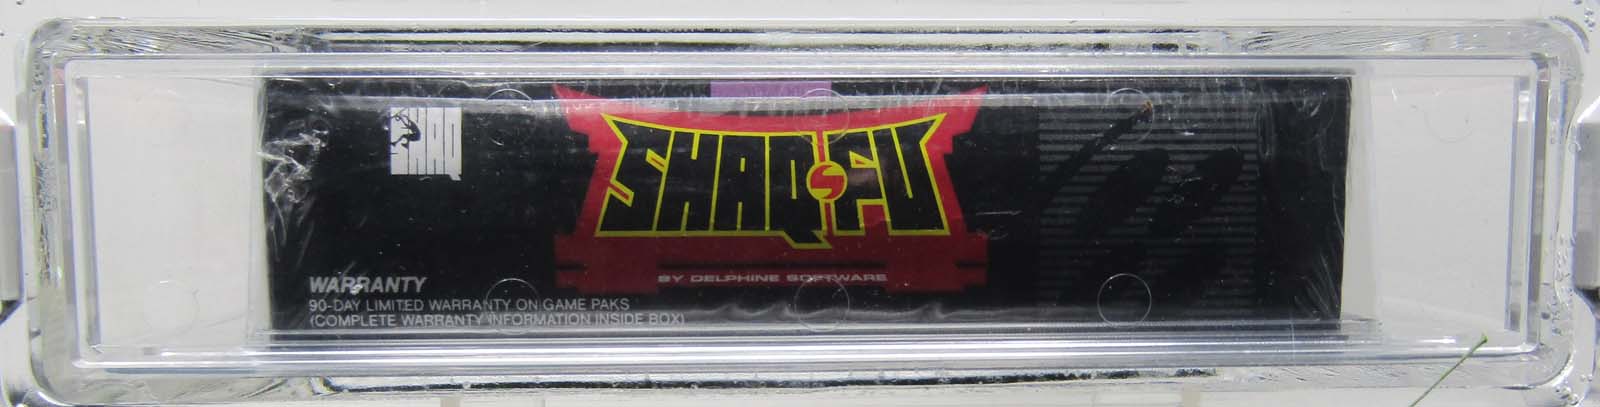 SHAQ
SHAQ FU
BY DELPHINE SOFTWARE
WARRANTY
90-DAY LIMITED WARRANTY ON GAME PAKS
(COMPLETE WARRANTY INFORMATION INSIDE BOX)